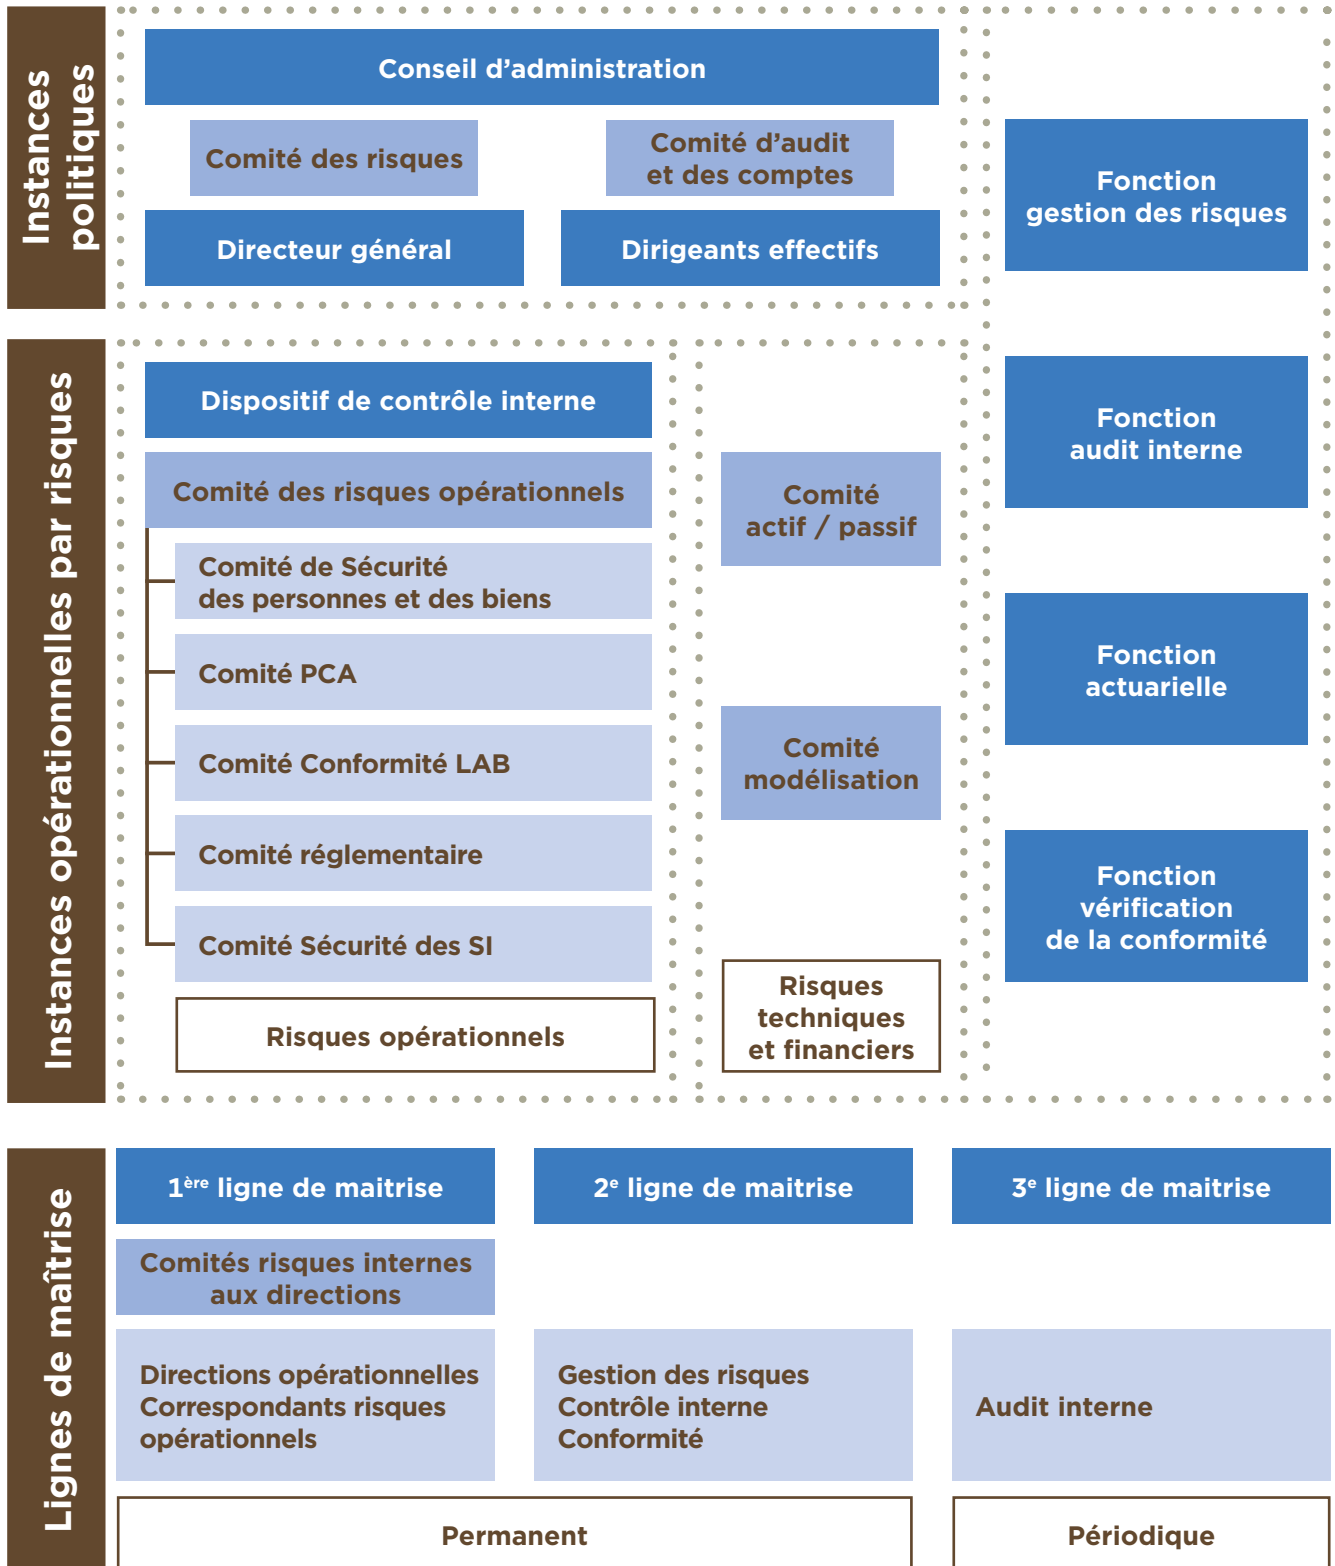 Instances
politiques
Conseil d’administration
Comité des risques
Comité d’audit
et des comptes
Directeur général
Dirigeants effectifs
Fonction
gestion des risques
Fonction
audit interne
Fonction
actuarielle
Fonction
vérification
de la conformité
Instances opérationnelles par risques
Dispositif de contrôle interne
Comité des risques opérationnels
Comité de Sécurité
des personnes et des biens
Comité PCA
Comité Conformité LAB
Comité réglementaire
Comité Sécurité des SI
Risques opérationnels
Comité
actif / passif
Comité
modélisation
Risques
techniques
et financiers
Lignes de maîtrise
1ère ligne de maitrise
2e ligne de maitrise
3e ligne de maitrise
Comités risques internes
aux directions
Directions opérationnelles
Correspondants risques
opérationnels
Gestion des risques
Contrôle interne
Conformité
Audit interne
Permanent
Périodique